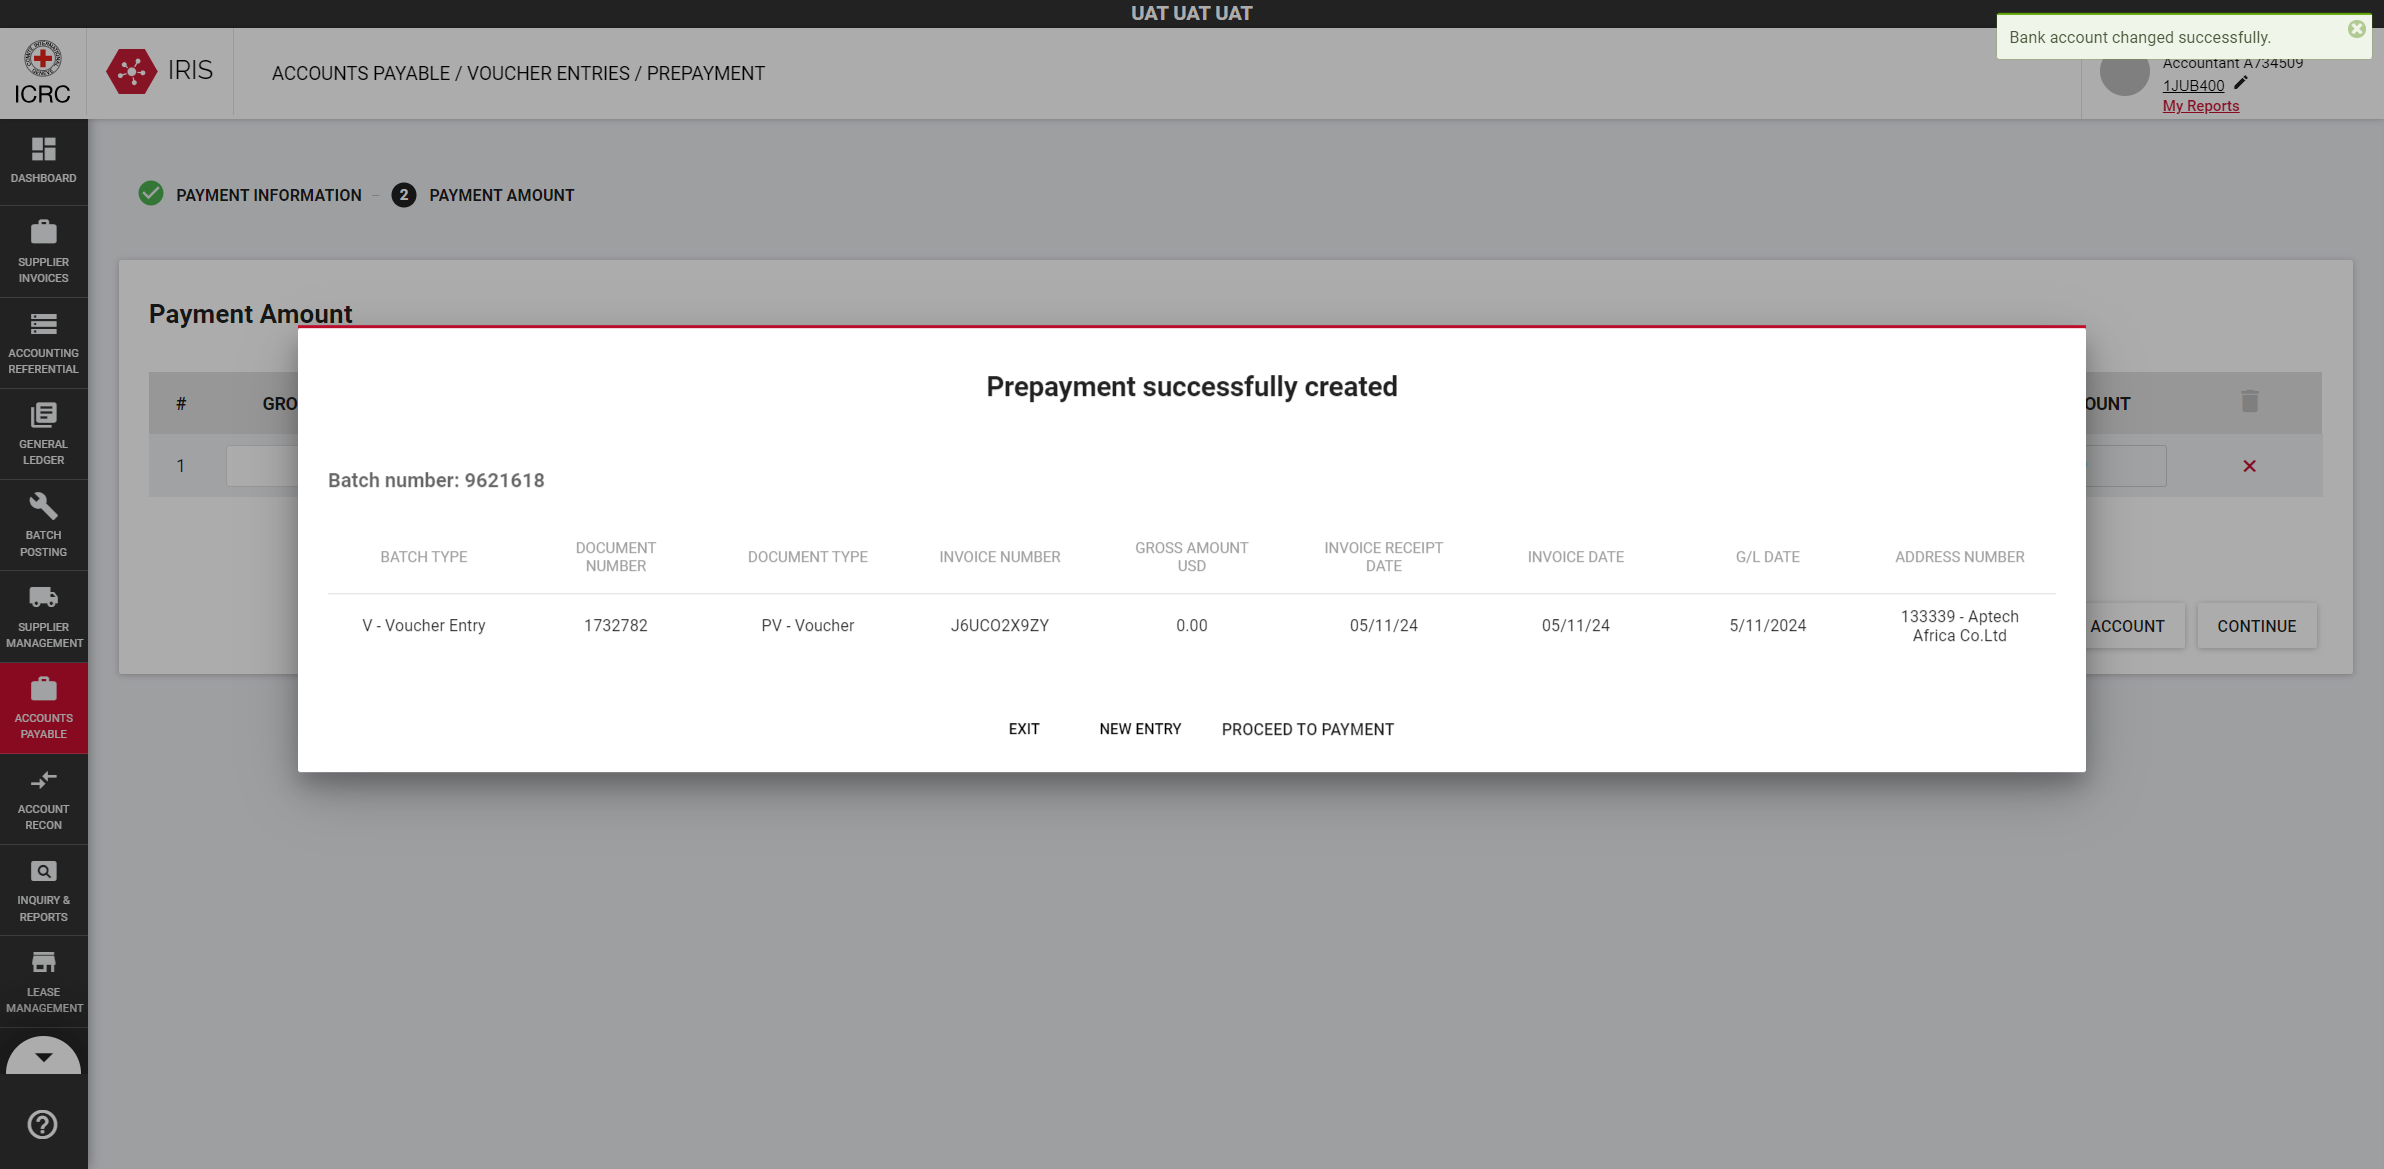 UAT UAT UAT
Bank account changed successfully.
ICRC
IRIS
ACCOUNTS PAYABLE / VOUCHER ENTRIES / PREPAYMENT
Accountant A734509
1JUB400
My Reports
DASHBOARD
SUPPLIER
INVOICES
ACCOUNTING
REFERENTIAL
GENERAL
LEDGER
BATCH
POSTING
SUPPLIER
MANAGEMENT
ACCOUNTS
PAYABLE
ACCOUNT
RECON
INQUIRY &
REPORTS
LEASE
MANAGEMENT
PAYMENT INFORMATION – 2 PAYMENT AMOUNT
Payment Amount
# GRO
OUNT
1
Prepayment successfully created
Batch number: 9621618
BATCH TYPE
DOCUMENT
NUMBER
DOCUMENT TYPE
INVOICE NUMBER
GROSS AMOUNT
USD
INVOICE RECEIPT
DATE
INVOICE DATE
G/L DATE
ADDRESS NUMBER
V - Voucher Entry
1732782
PV - Voucher
J6UCO2X9ZY
0.00
05/11/24
05/11/24
5/11/2024
133339 - Aptech
Africa Co.Ltd
ACCOUNT
CONTINUE
EXIT
NEW ENTRY
PROCEED TO PAYMENT